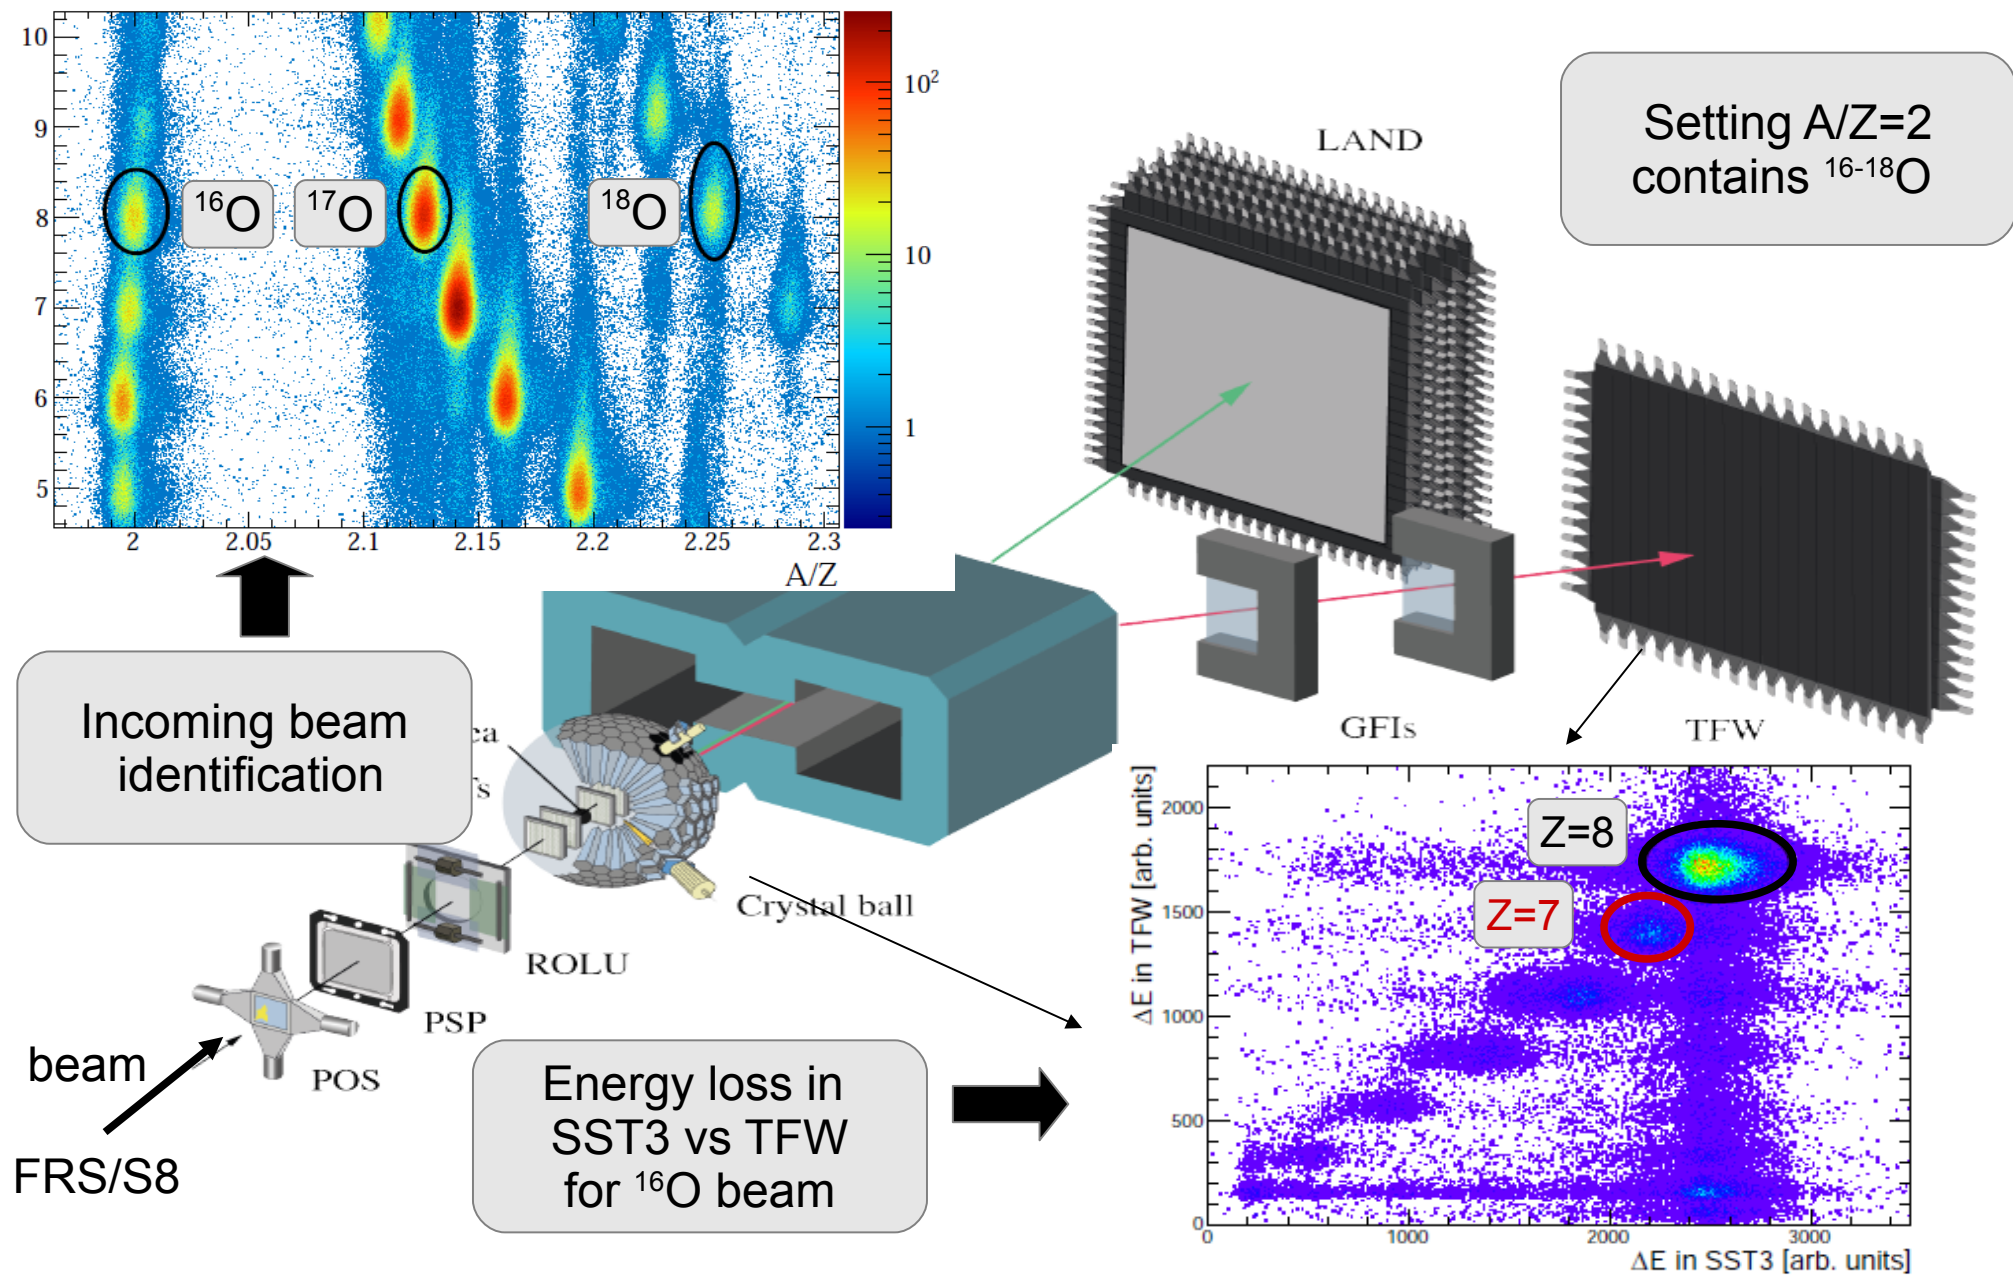 10
9
8
7
6
5
2
2.05
2.1
2.15
2.2
2.25
2.3
A/Z
10²
10
1
¹⁶O
¹⁷O
¹⁸O
Setting A/Z=2
contains ¹⁶⁻¹⁸O
LAND
GFIs
TFW
Incoming beam
identification
Crystal ball
ROLU
PSP
POS
beam
FRS/S8
Energy loss in
SST3 vs TFW
for ¹⁶O beam
Z=8
Z=7
ΔE in TFW [arb. units]
2000
1500
1000
500
0
0
1000
2000
3000
ΔE in SST3 [arb. units]